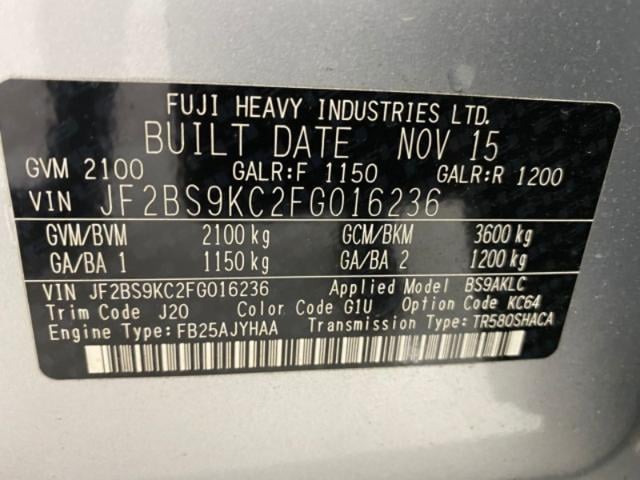 FUJI HEAVY INDUSTRIES LTD.
BUILT DATE NOV 15
GVM 2100 GALR:F 1150 GALR:R 1200
VIN JF2BS9KC2FG016236
GVM/BVM 2100 kg GCM/BKM 3600 kg
GA/BA 1 1150 kg GA/BA 2 1200 kg
VIN JF2BS9KC2FG016236 Applied Model BS9AKLC
Trim Code J20 Color Code G1U Option Code KC64
Engine Type:FB25AJYHAA Transmission Type:TR580SHACA